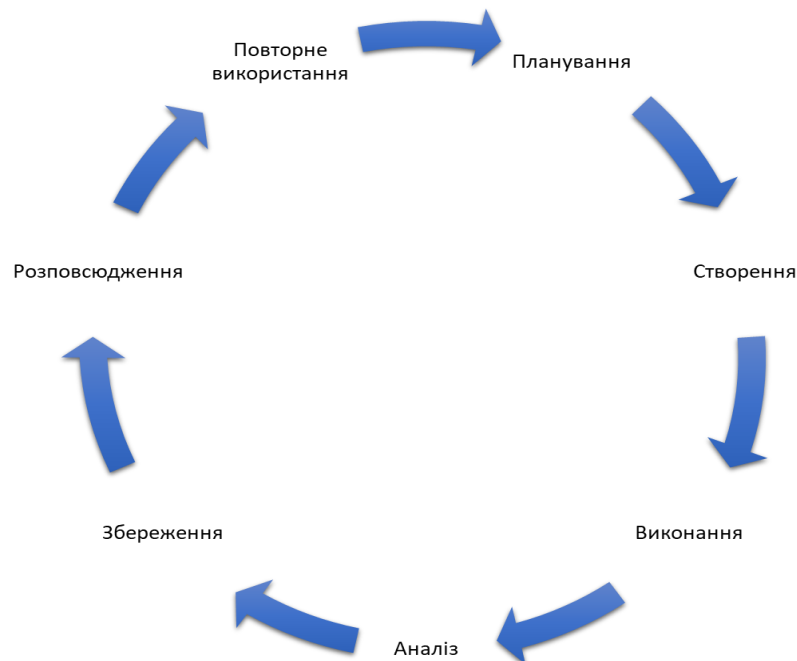 Повторне
використання
Планування
Розповсюдження
Створення
Збереження
Виконання
Аналіз